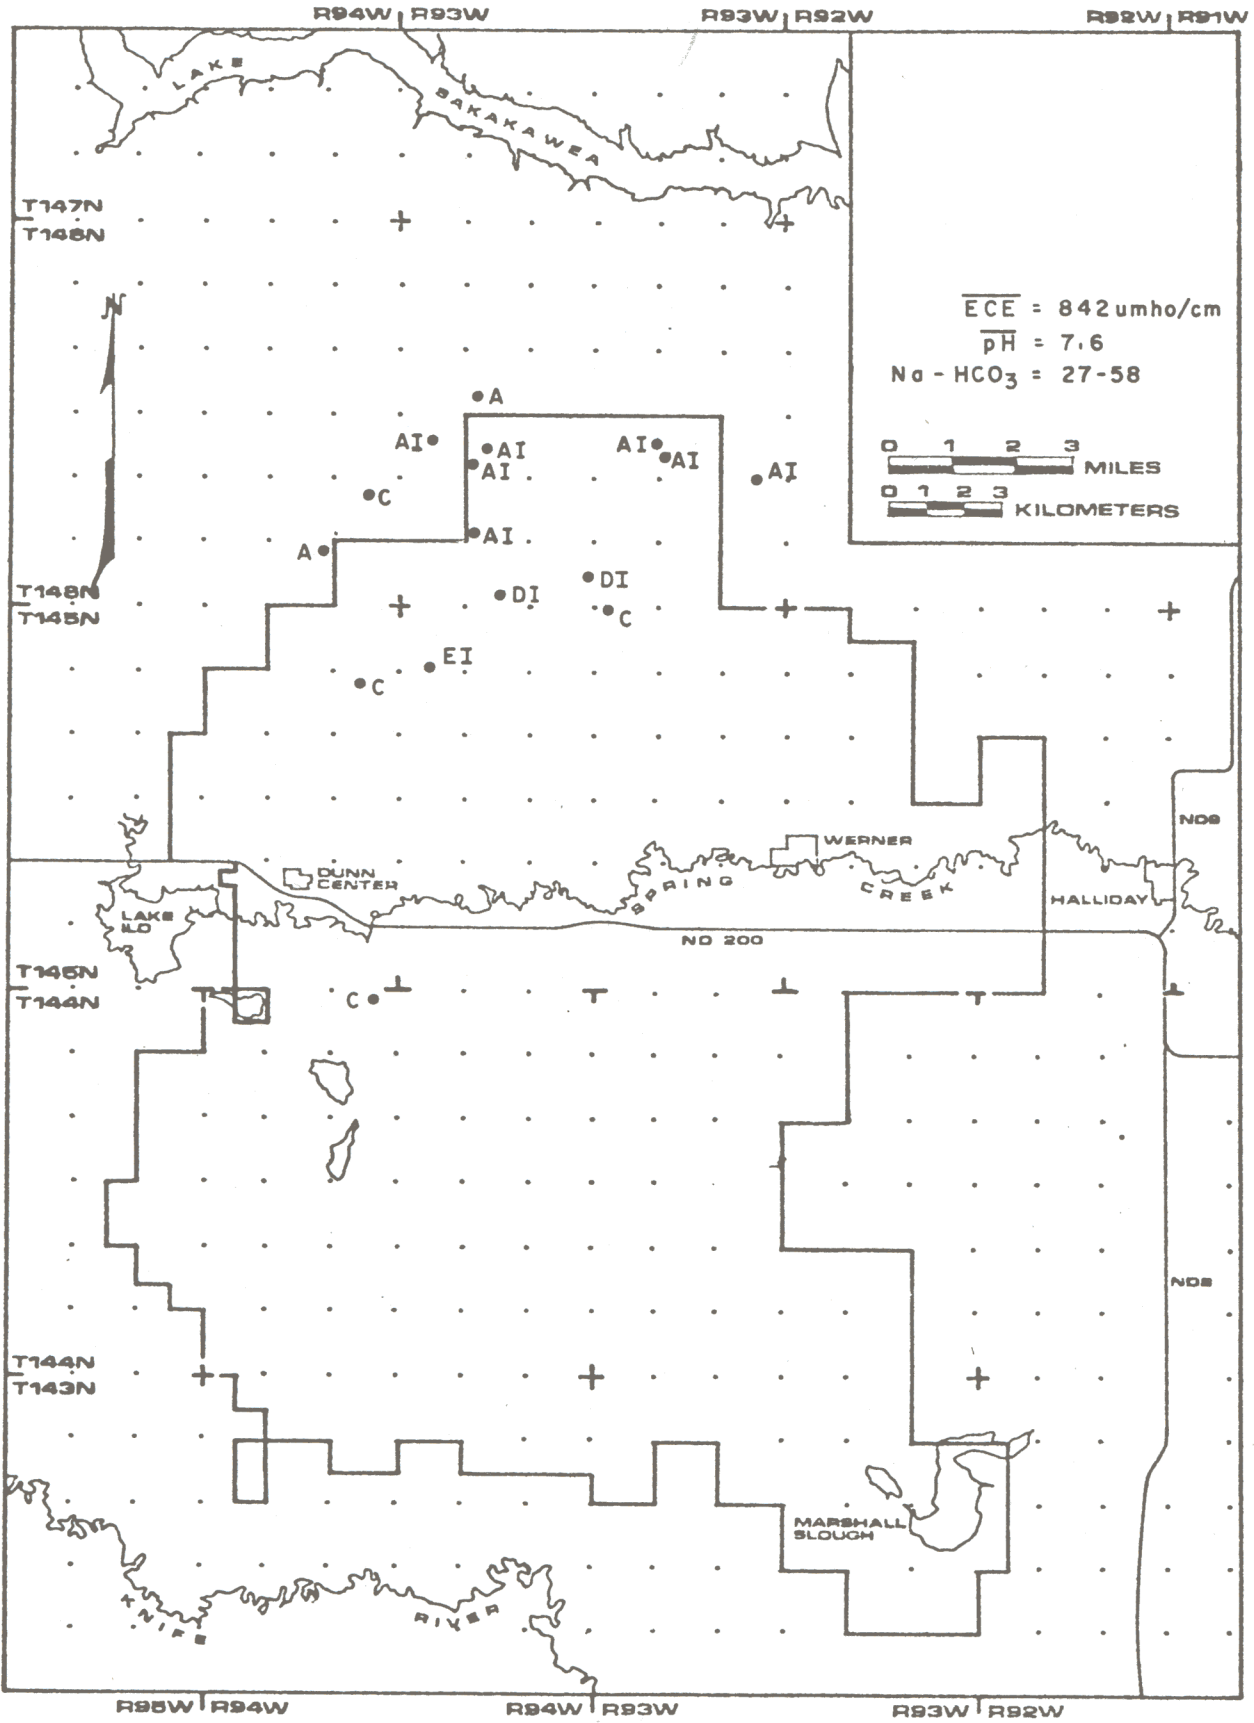 R94W R93W
R93W R92W
R92W R91W
LAKE
SAKAKAWEA
T147N
T148N
N
ECE = 842 umho/cm
pH = 7.6
Na - HCO3 = 27-58
0 1 2 3
MILES
0 1 2 3
KILOMETERS
A
AI
AI
AI
AI
AI
AI
C
AI
A
DI
DI
C
EI
C
T148N
T145N
ND8
WERNER
SPRING
CREEK
DUNN
CENTER
HALLIDAY
LAKE
ILO
ND 200
T145N
T144N
C
ND8
T144N
T143N
MARSHALL
SLOUGH
KNIFE
RIVER
R95W R94W
R94W R93W
R93W R92W